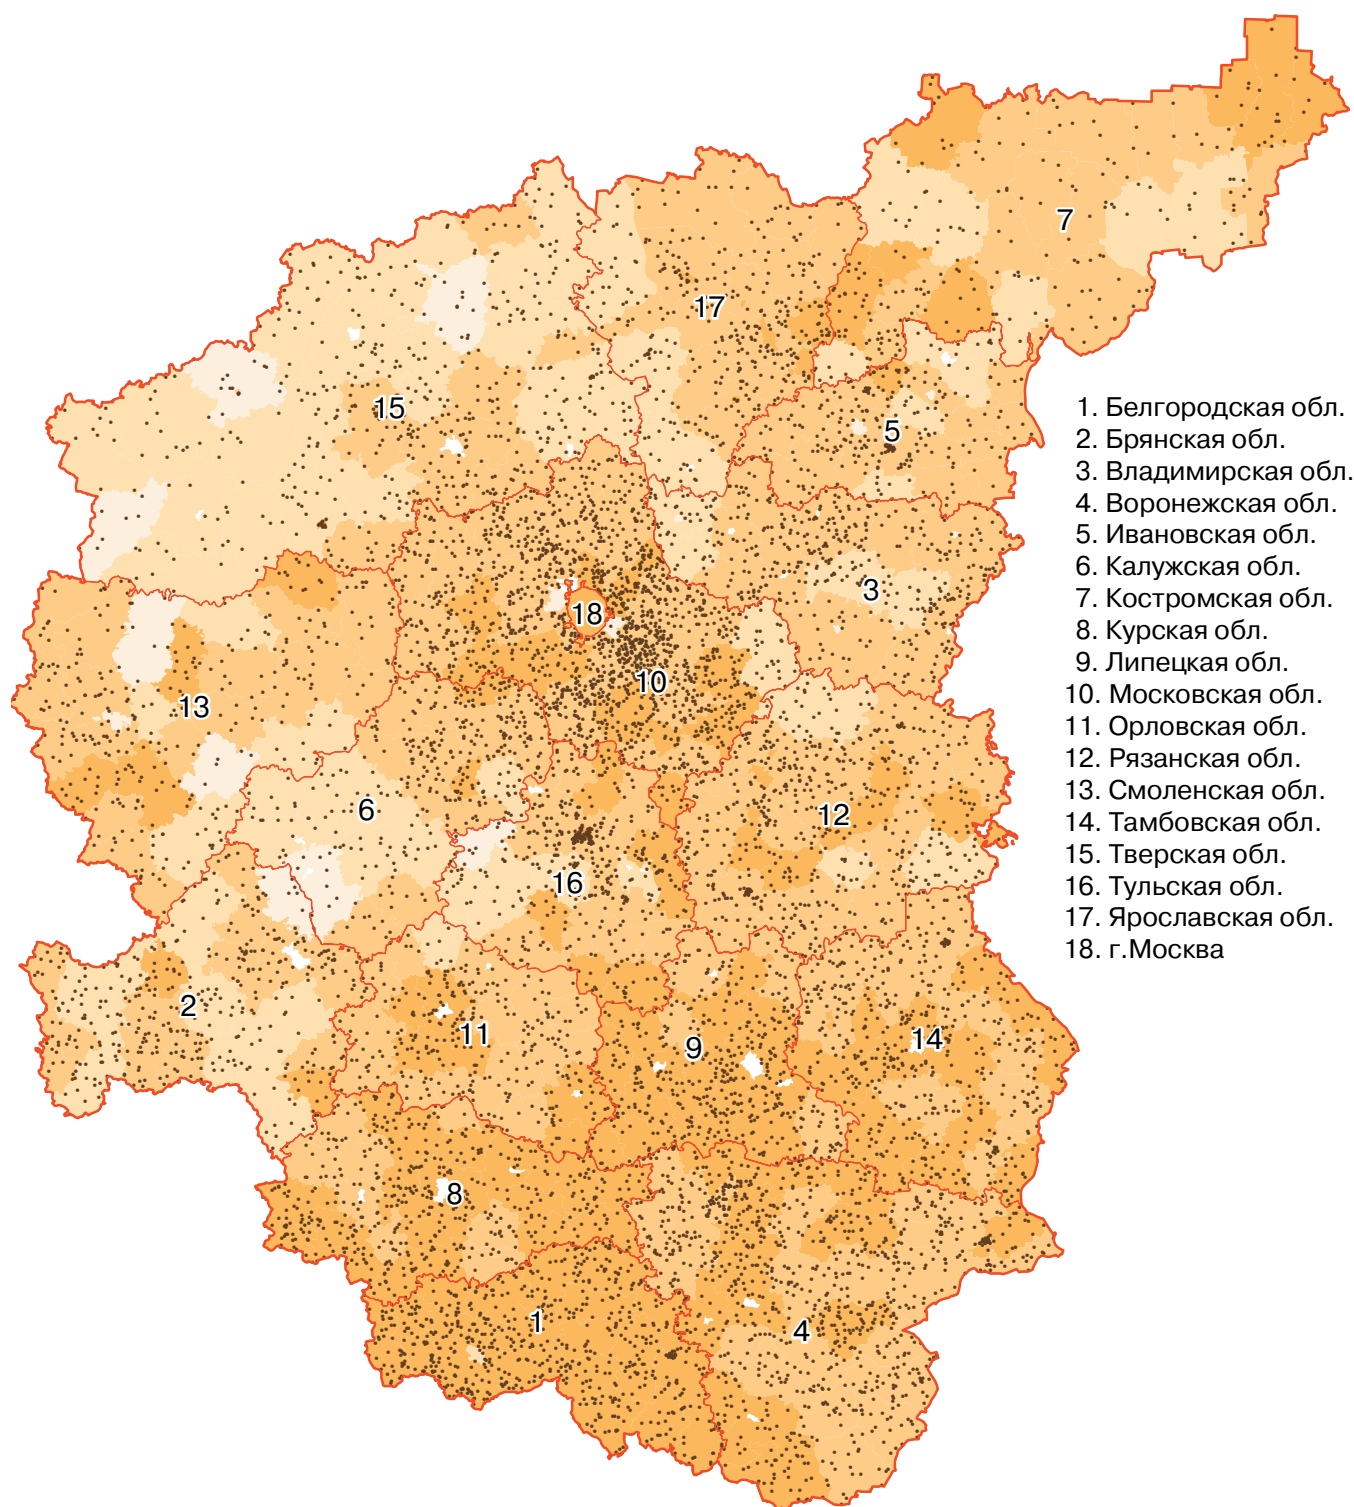 7
17
15
5
3
18
10
13
6
12
16
2
11
9
14
8
1
4
1. Белгородская обл.
2. Брянская обл.
3. Владимирская обл.
4. Воронежская обл.
5. Ивановская обл.
6. Калужская обл.
7. Костромская обл.
8. Курская обл.
9. Липецкая обл.
10. Московская обл.
11. Орловская обл.
12. Рязанская обл.
13. Смоленская обл.
14. Тамбовская обл.
15. Тверская обл.
16. Тульская обл.
17. Ярославская обл.
18. г.Москва